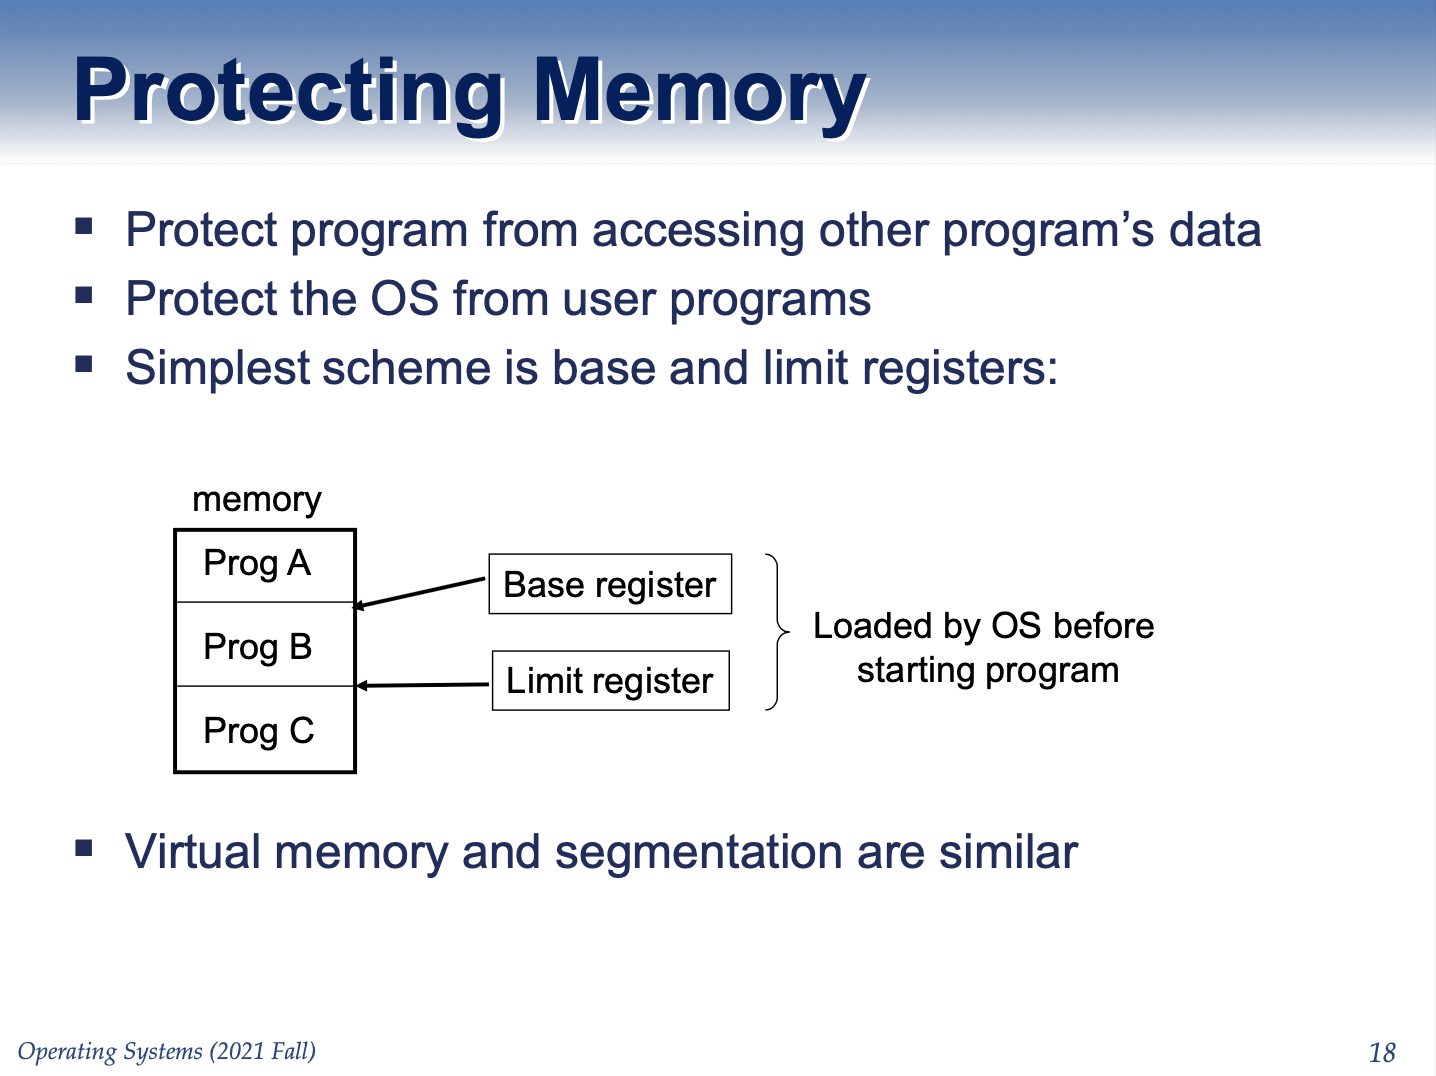 Protecting Memory
▪ Protect program from accessing other program’s data
▪ Protect the OS from user programs
▪ Simplest scheme is base and limit registers:
memory
Prog A
Prog B
Prog C
Base register
Limit register
Loaded by OS before
starting program
▪ Virtual memory and segmentation are similar
Operating Systems (2021 Fall)
18